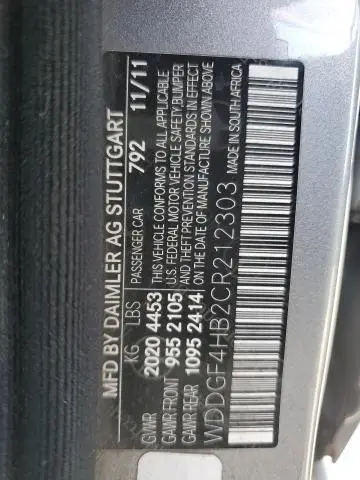 MFD BY DAIMLER AG STUTTGART
PASSENGER CAR 792 11/11
KG LBS
GVWR 2020 4453
GAWR FRONT 955 2105
GAWR REAR 1095 2414
THIS VEHICLE CONFORMS TO ALL APPLICABLE
U.S. FEDERAL MOTOR VEHICLE SAFETY, BUMPER
AND THEFT PREVENTION STANDARDS IN EFFECT
ON THE DATE OF MANUFACTURE SHOWN ABOVE
WDDGF4HB2CR212303
MADE IN SOUTH AFRICA